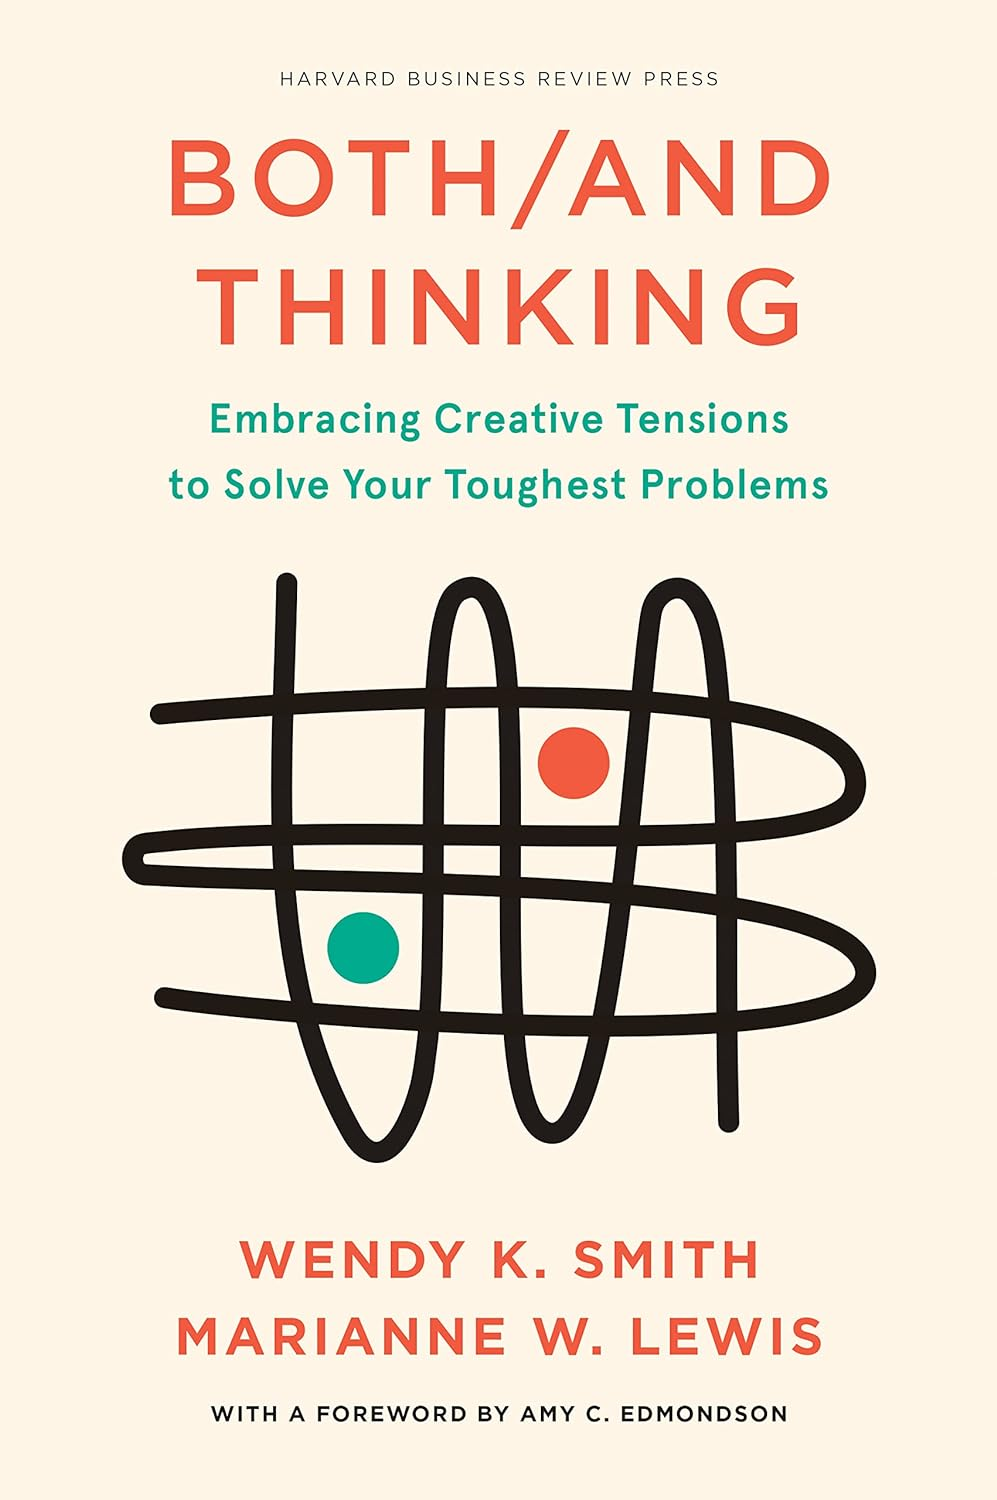 HARVARD BUSINESS REVIEW PRESS
BOTH/AND
THINKING
Embracing Creative Tensions
to Solve Your Toughest Problems
WENDY K. SMITH
MARIANNE W. LEWIS
WITH A FOREWORD BY AMY C. EDMONDSON